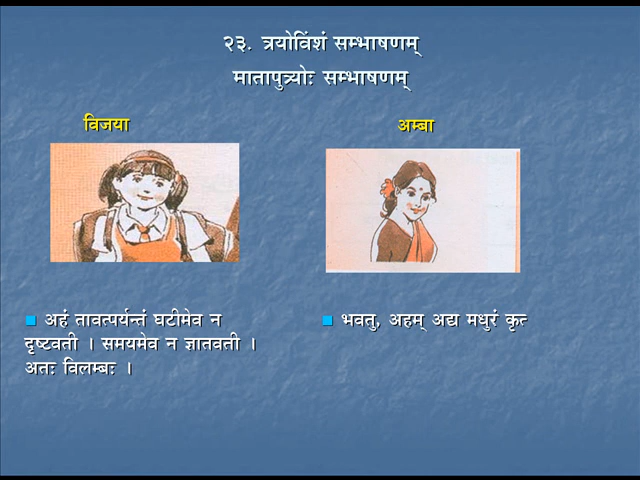 २३. त्रयोविंशं सम्भाषणम्
मातापुत्र्योः सम्भाषणम्
विजया
अम्बा
अहं तावत्पर्यन्तं घटीमेव न
दृष्टवती । समयमेव न ज्ञातवती ।
अतः विलम्बः ।
भवतु, अहम् अद्य मधुरं कृत